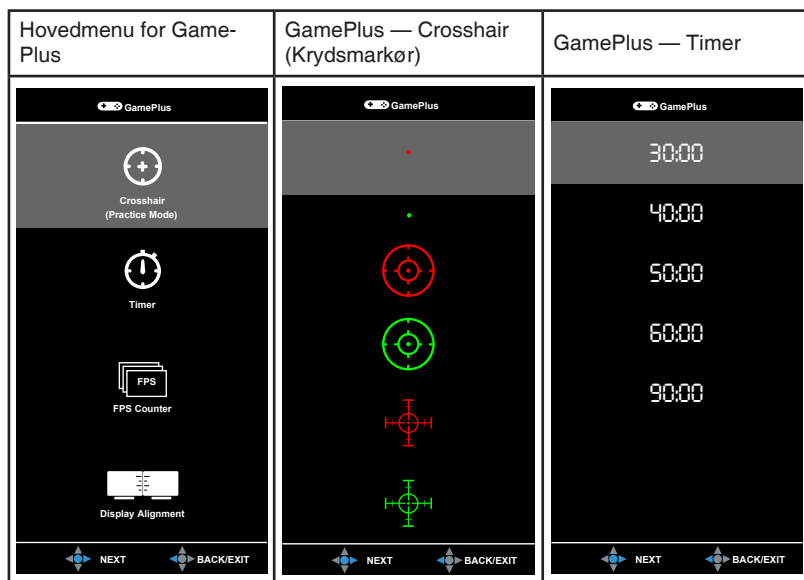 Hovedmenu for Game-
Plus
GamePlus — Crosshair
(Krydsmarkør)
GamePlus — Timer
GamePlus
Crosshair
(Practice Mode)
Timer
FPS
FPS Counter
Display Alignment
NEXT BACK/EXIT
GamePlus
NEXT BACK/EXIT
GamePlus
30:00
40:00
50:00
60:00
90:00
NEXT BACK/EXIT